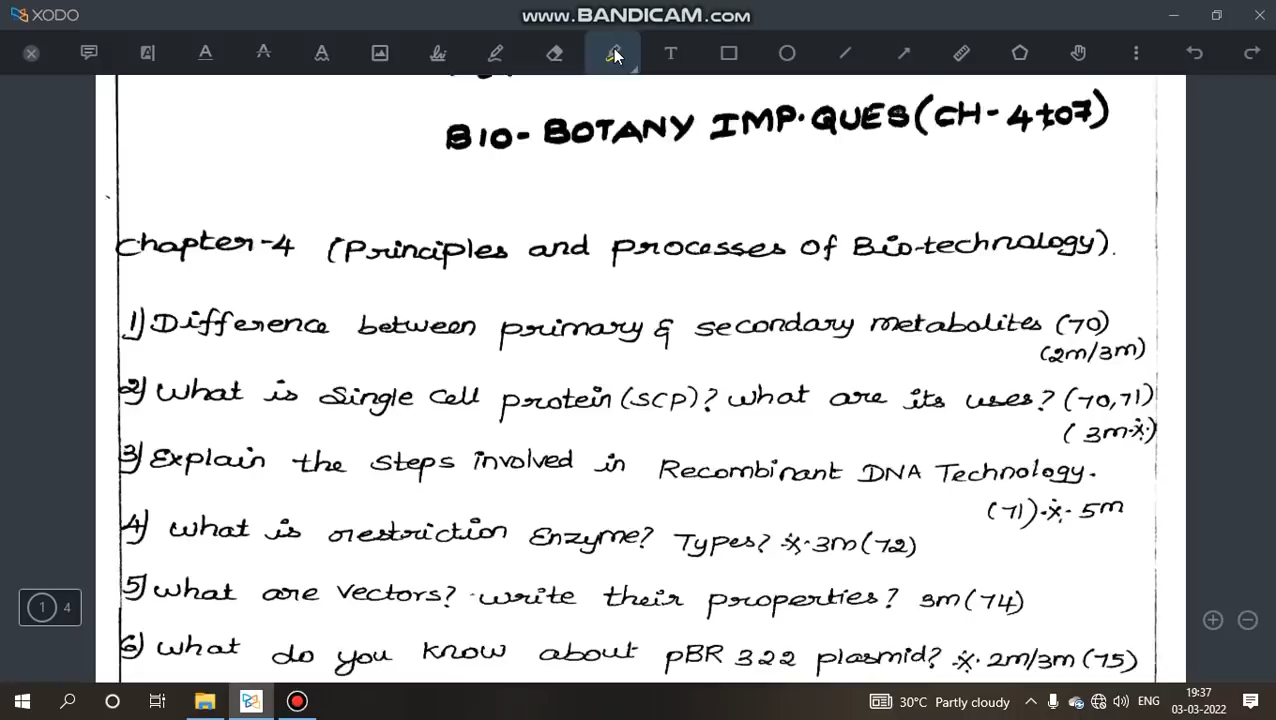 XODO
www.BANDICAM.com
BIO-BOTANY IMP.QUES(CH-4to7)
Chapter-4 (Principles and processes of Bio-technology).
1) Difference between primary & secondary metabolites (70)
(2m/3m)
2) What is Single cell protein (SCP)? What are its uses? (70,71)
(3m ※)
3) Explain the steps involved in Recombinant DNA Technology.
(71) ※ 5m
4) What is restriction Enzyme? Types? ※ 3m (72)
5) What are vectors? write their properties? 3m (74)
6) What do you know about pBR 322 plasmid? ※ 2m/3m (75)
1 4
30°C Partly cloudy
ENG
19:37
03-03-2022